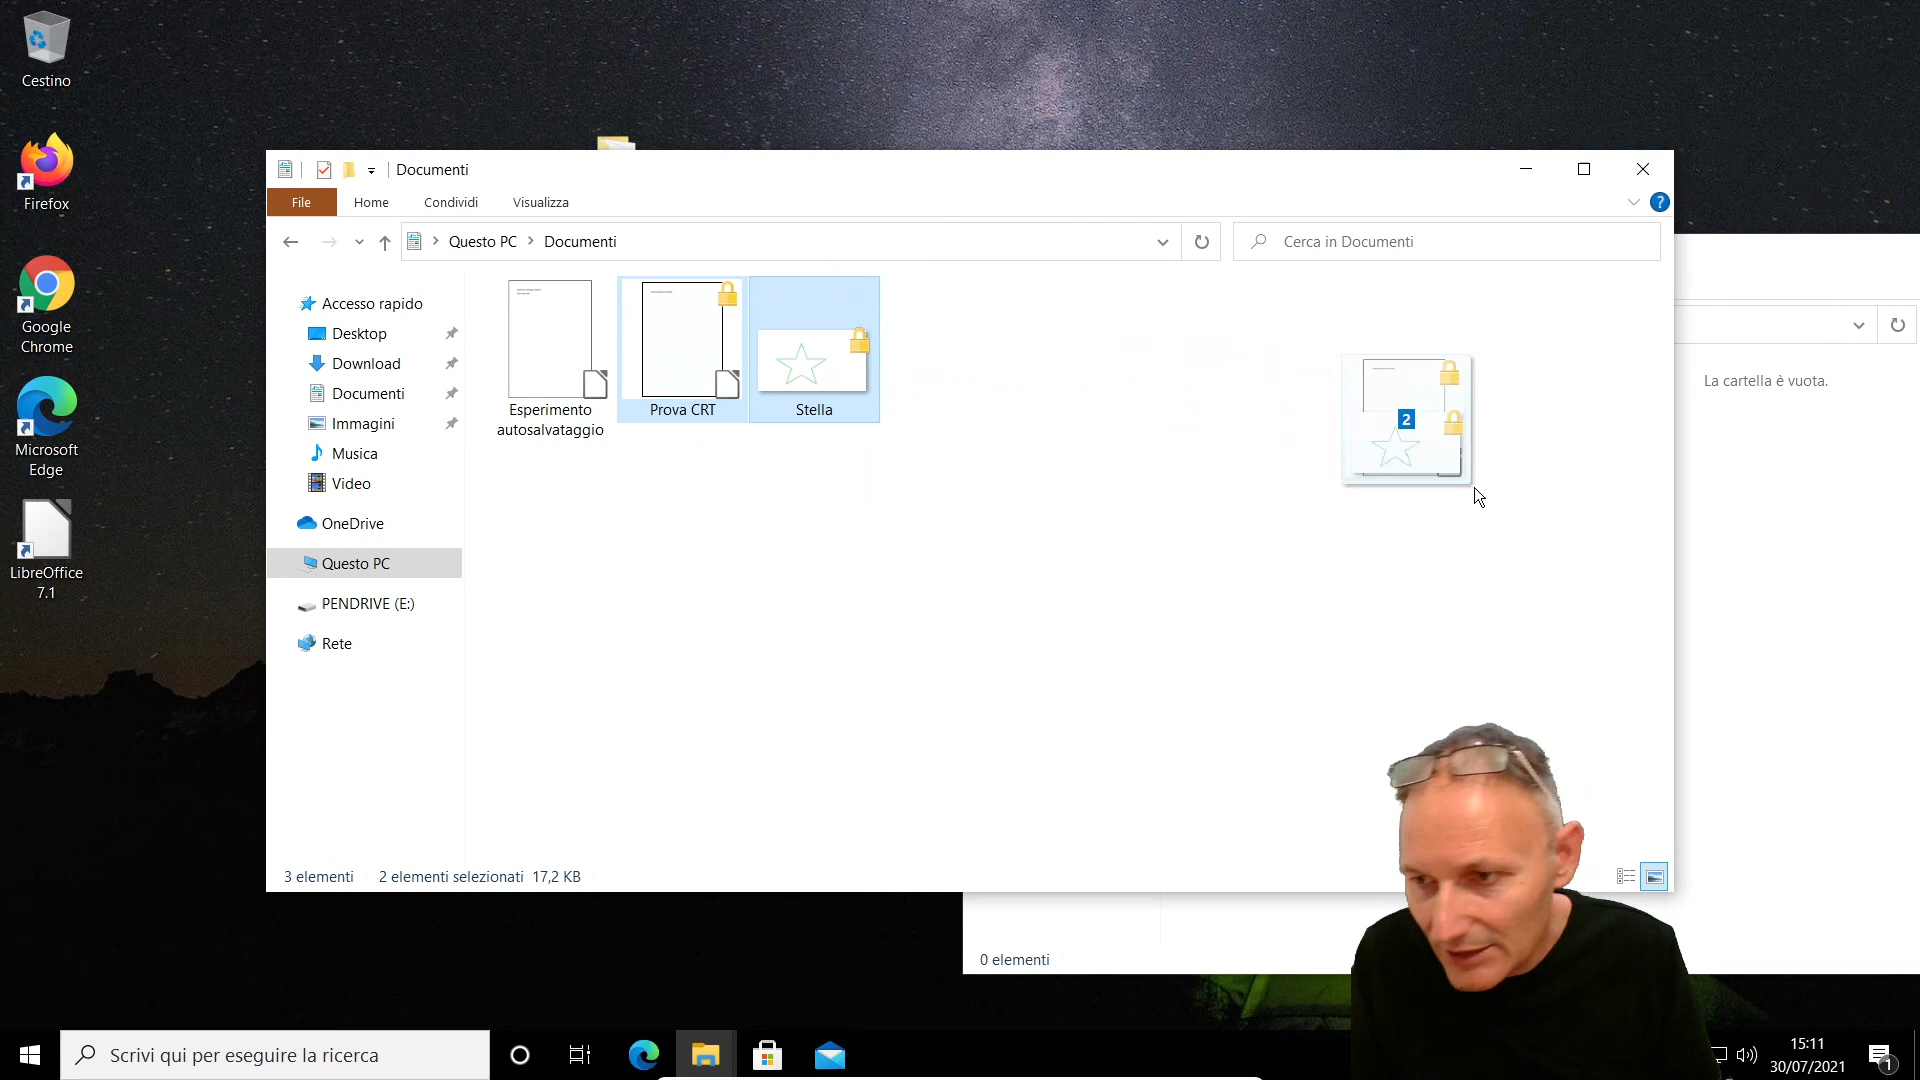 Cestino
Firefox
Google
Chrome
Microsoft
Edge
LibreOffice
7.1
Documenti
File
Home
Condividi
Visualizza
?
Questo PC
Documenti
Cerca in Documenti
Accesso rapido
Desktop
Download
Documenti
Immagini
Musica
Video
OneDrive
Questo PC
PENDRIVE (E:)
Rete
Esperimento
autosalvataggio
Prova CRT
Stella
2
La cartella è vuota.
3 elementi
2 elementi selezionati 17,2 KB
0 elementi
Scrivi qui per eseguire la ricerca
15:11
30/07/2021
1